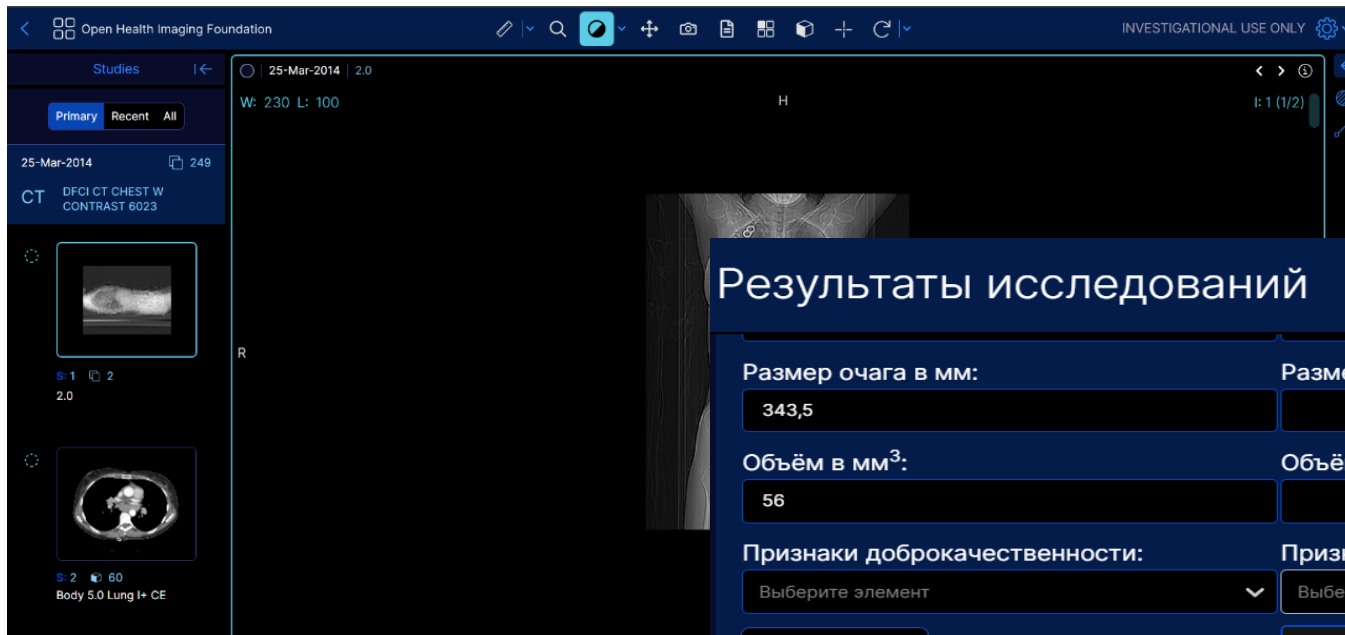 Open Health Imaging Foundation
INVESTIGATIONAL USE ONLY
Studies
Primary Recent All
25-Mar-2014 249
CT DFCI CT CHEST W
CONTRAST 6023
S: 1 2
2.0
S: 2 60
Body 5.0 Lung I+ CE
25-Mar-2014 2.0
W: 230 L: 100
H
I: 1 (1/2)
R
Результаты исследований
Размер очага в мм:
343,5
Объём в мм³:
56
Признаки доброкачественности:
Выберите элемент